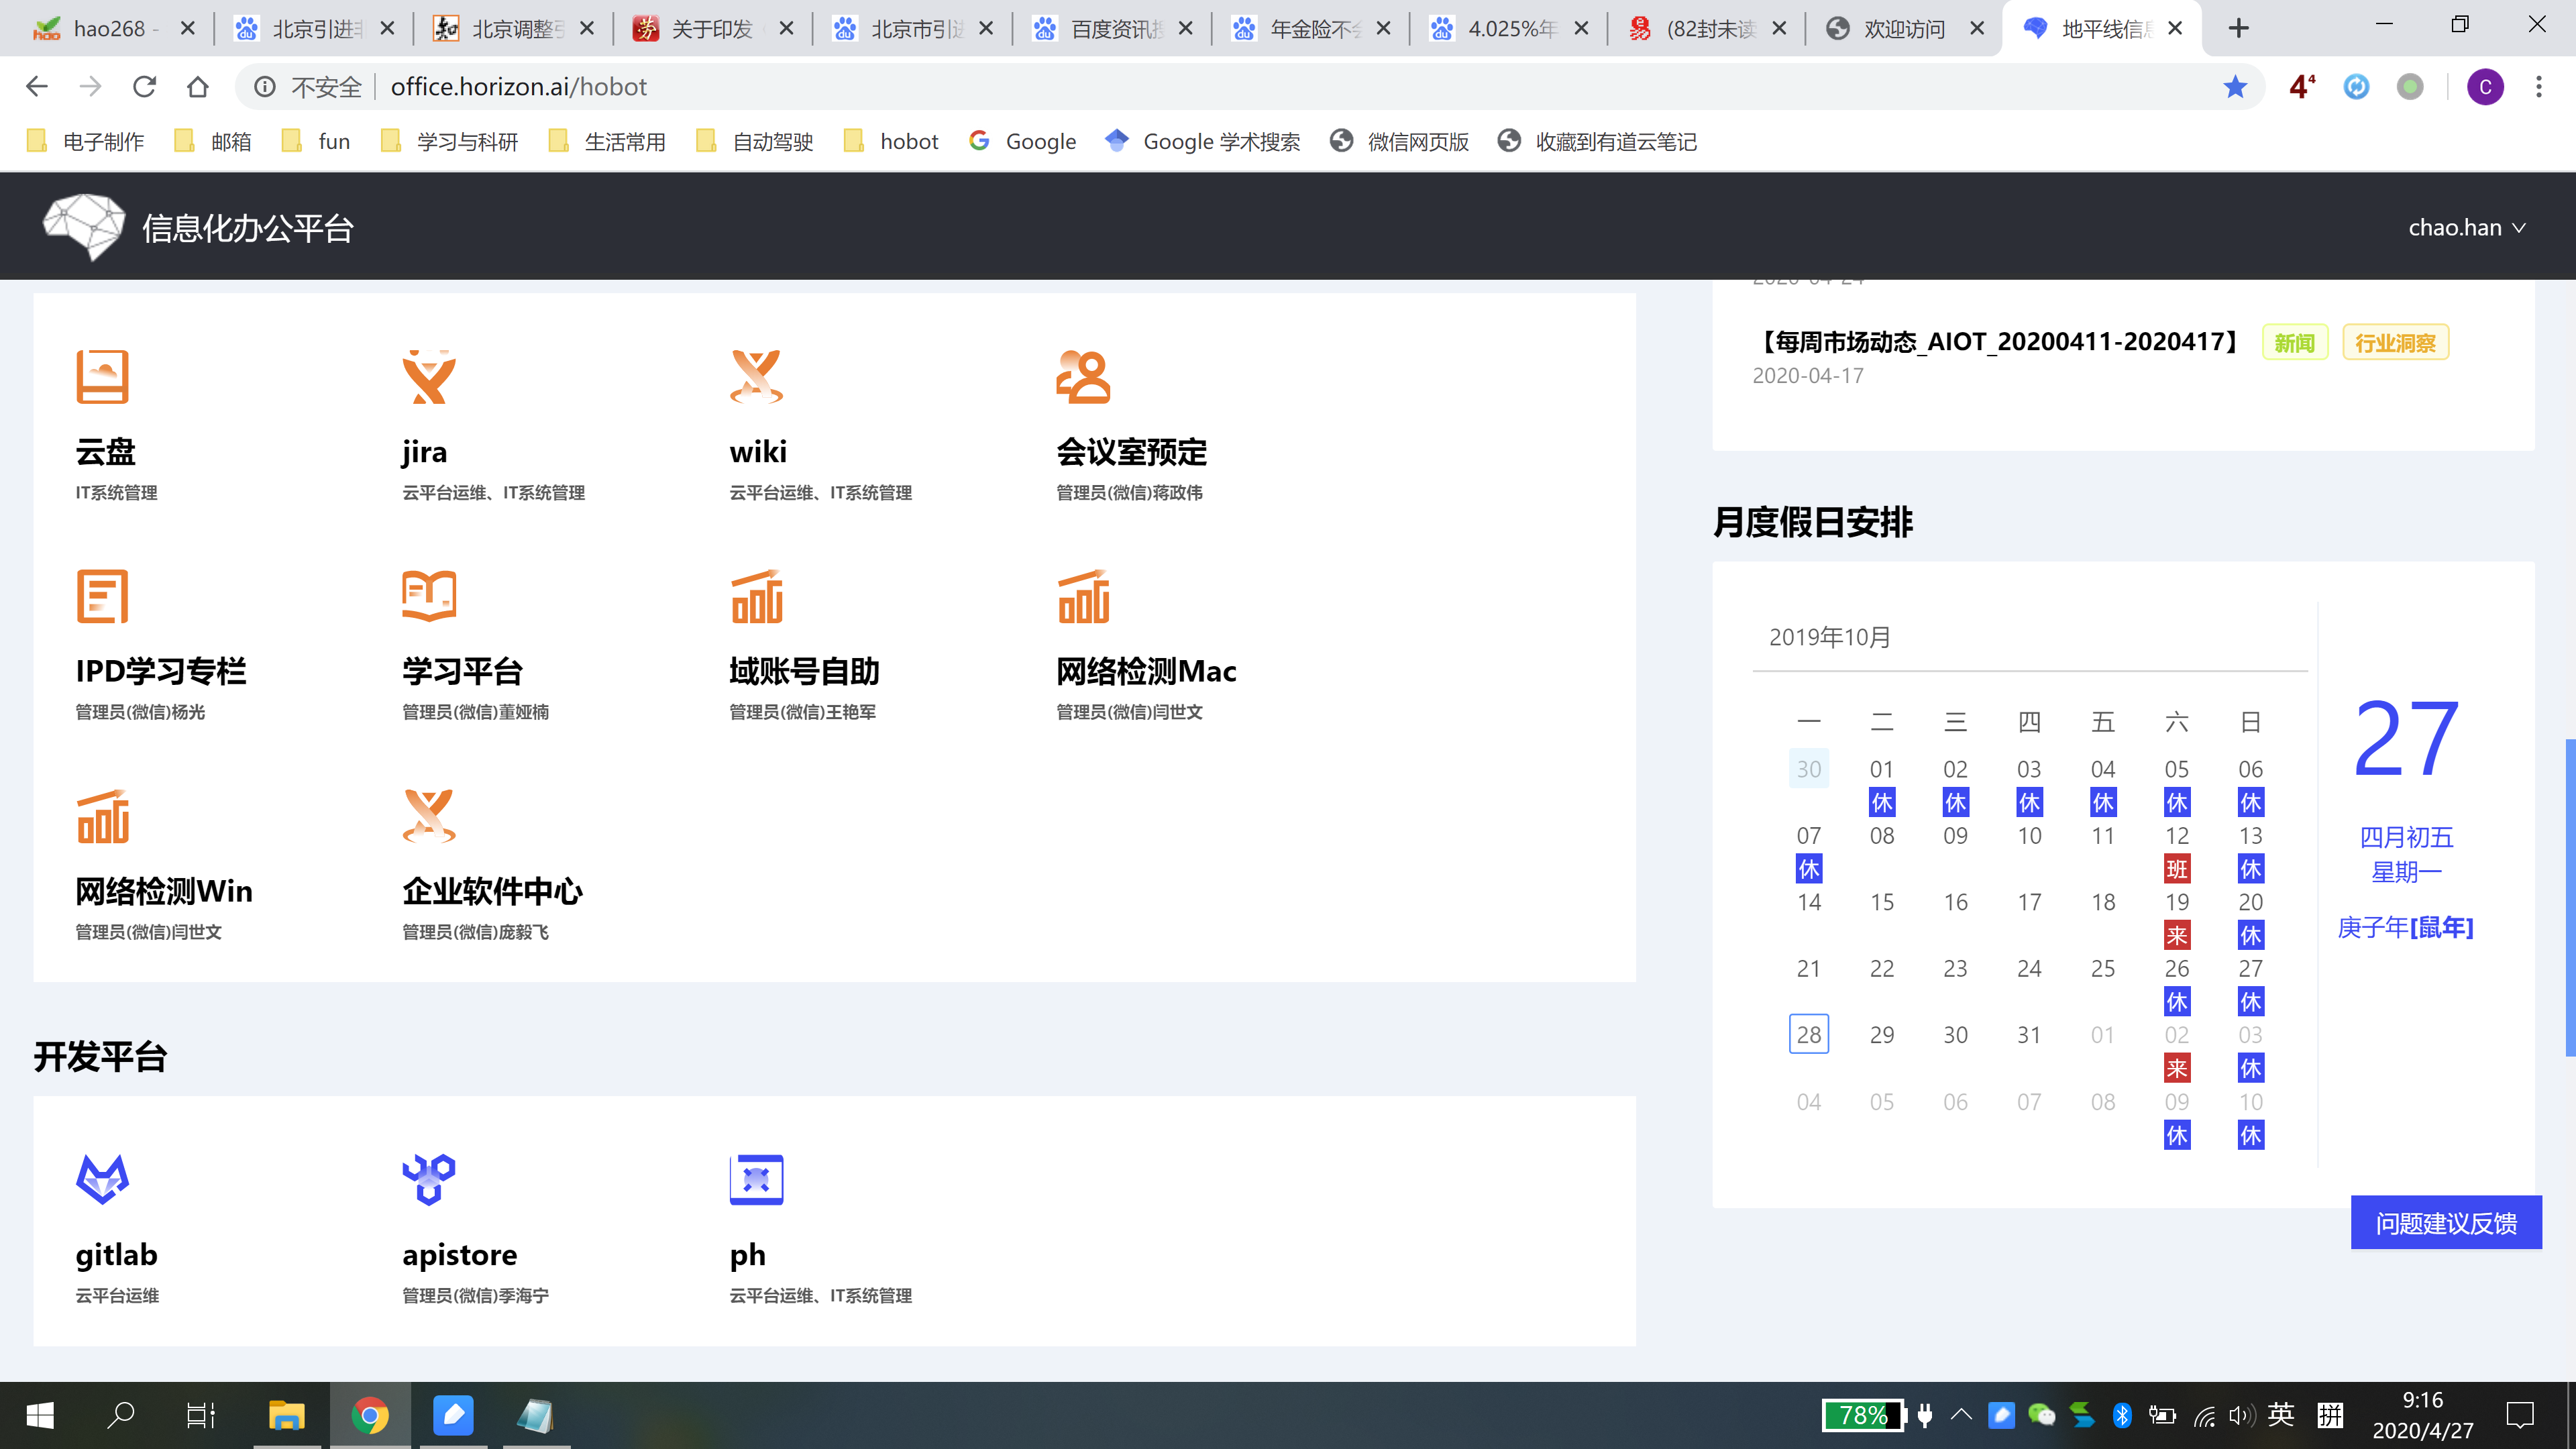 hao268 -
北京引进
北京调整
关于印发
北京市引进
百度资讯搜
年金险不会
4.025%年
(82封未读
欢迎访问
地平线信息
不安全
office.horizon.ai/hobot
4
4
C
电子制作
邮箱
fun
学习与科研
生活常用
自动驾驶
hobot
Google
Google 学术搜索
微信网页版
收藏到有道云笔记
信息化办公平台
chao.han
云盘
IT系统管理
jira
云平台运维、IT系统管理
wiki
云平台运维、IT系统管理
会议室预定
管理员(微信)蒋政伟
IPD学习专栏
管理员(微信)杨光
学习平台
管理员(微信)董娅楠
域账号自助
管理员(微信)王艳军
网络检测Mac
管理员(微信)闫世文
网络检测Win
管理员(微信)闫世文
企业软件中心
管理员(微信)庞毅飞
开发平台
gitlab
云平台运维
apistore
管理员(微信)季海宁
ph
云平台运维、IT系统管理
2020-04-24
【每周市场动态_AIOT_20200411-2020417】 新闻 行业洞察
2020-04-17
月度假日安排
2019年10月
一 二 三 四 五 六 日
30 01 02 03 04 05 06
休 休 休 休 休 休
07 08 09 10 11 12 13
休 班 休
14 15 16 17 18 19 20
来 休
21 22 23 24 25 26 27
休 休
28 29 30 31 01 02 03
来 休
04 05 06 07 08 09 10
休 休
27
四月初五
星期一
庚子年[鼠年]
问题建议反馈
78%
英
拼
9:16
2020/4/27